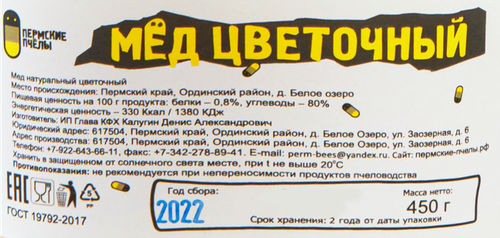 ПЕРМСКИЕ
ПЧЁЛЫ
МЁД ЦВЕТОЧНЫЙ
Мед натуральный цветочный
Место происхождения: Пермский край, Ординский район, д. Белое озеро
Пищевая ценность на 100 г продукта: белки – 0,8%, углеводы – 80%
Энергетическая ценность – 330 Ккал / 1380 КДж
Изготовитель: ИП Глава КФХ Калугин Денис Александрович
Юридический адрес: 617504, Пермский край, Ординский район, д. Белое Озеро, ул. Заозерная, д. 6
Адрес производства: 617504, Пермский край, Ординский район, д. Белое Озеро, ул. Заозерная, д. 6
Телефон: +7-922-643-66-11, факс: +7-342-278-89-41. E-mail: perm-bees@yandex.ru. Сайт: пермские-пчелы.рф
Хранить в защищенном от солнечного света месте, при t не выше 20°С
Противопоказания: не рекомендуется при непереносимости продуктов пчеловодства
EAC
5
PP
ГОСТ 19792-2017
Год сбора:
2022
Масса нетто:
450 г
Срок хранения: 2 года от даты упаковки